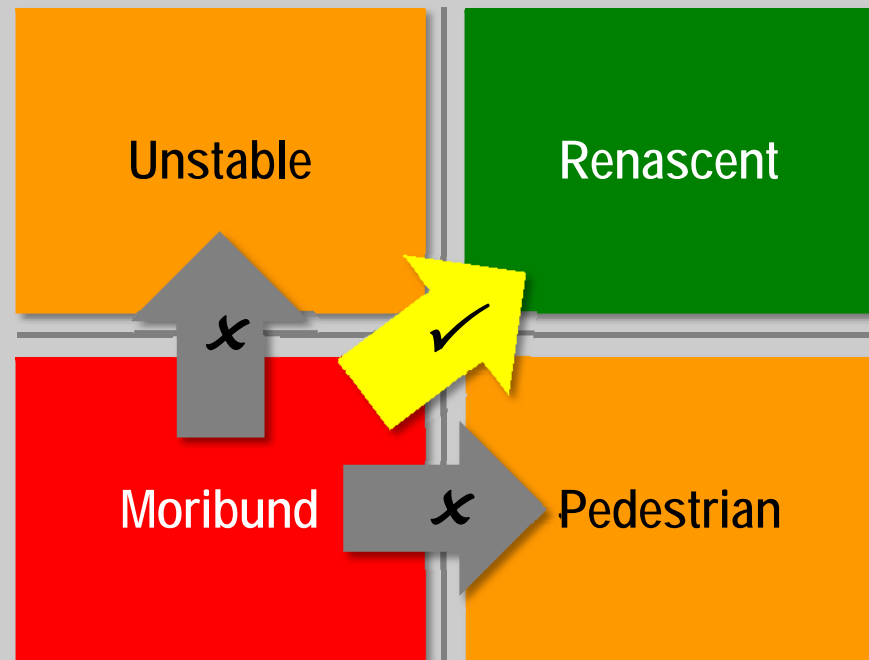 Unstable
Renascent
✗
✓
Moribund
✗
Pedestrian